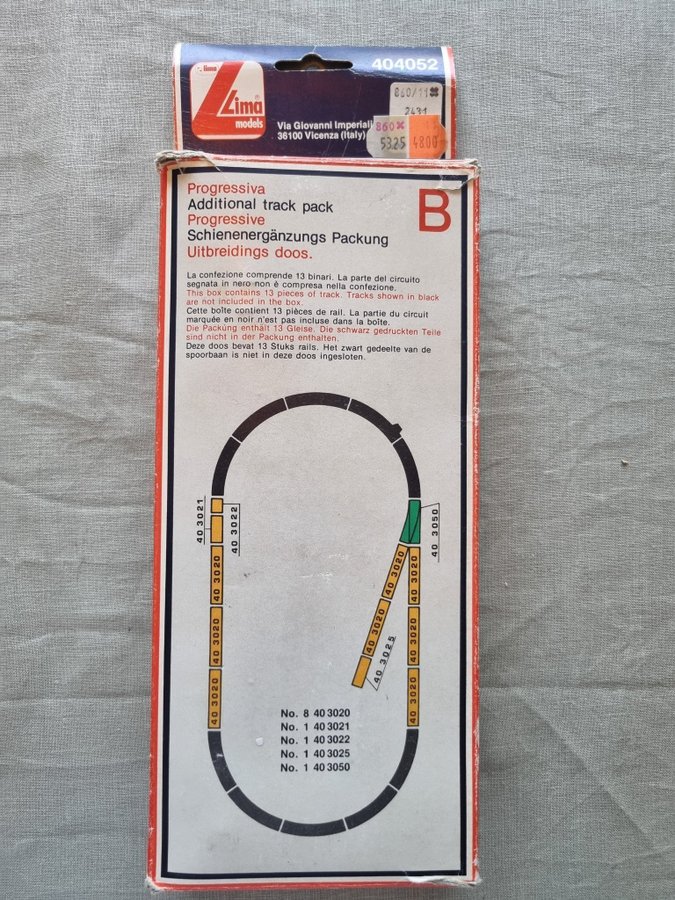 404052
lima
Lima
models
Via Giovanni Imperiali
36100 Vicenza (Italy)
860/11
2491
860
5325
4800
Progressiva
Additional track pack
Progressive
Schienenergänzungs Packung
Uitbreidings doos.
B
La confezione comprende 13 binari. La parte del circuito
segnata in nero non è compresa nella confezione.
This box contains 13 pieces of track. Tracks shown in black
are not included in the box.
Cette boîte contient 13 pièces de rail. La partie du circuit
marquée en noir n'est pas incluse dans la boîte.
Die Packung enthält 13 Gleise. Die schwarz gedruckten Teile
sind nicht in der Packung enthalten.
Deze doos bevat 13 Stuks rails. Het zwart gedeelte van de
spoorbaan is niet in deze doos ingesloten.
40 3021
40 3022
40 3050
40 3020
40 3020
40 3020
40 3020
40 3020
40 3020
40 3020
40 3020
40 3025
No. 8 40 3020
No. 1 40 3021
No. 1 40 3022
No. 1 40 3025
No. 1 40 3050